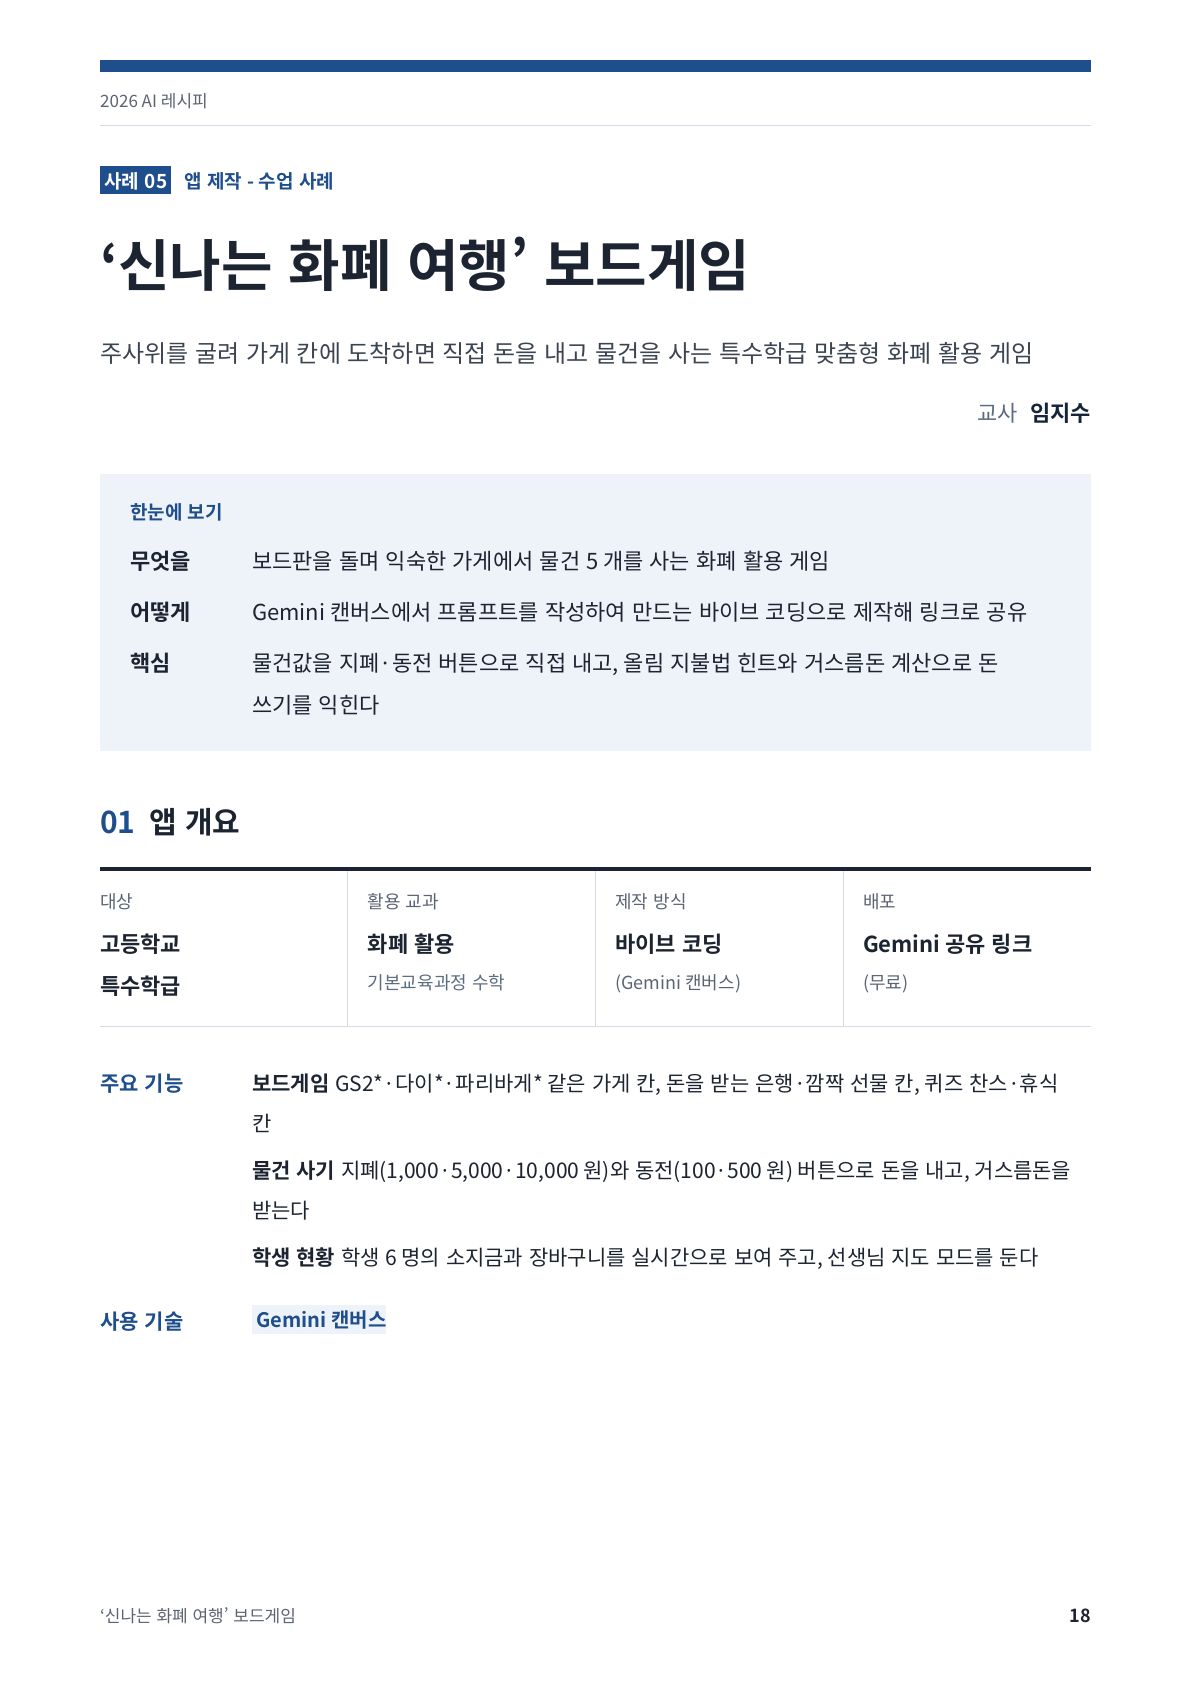 2026 AI 레시피
사례 05 앱 제작 - 수업 사례
‘신나는 화폐 여행’ 보드게임
주사위를 굴려 가게 칸에 도착하면 직접 돈을 내고 물건을 사는 특수학급 맞춤형 화폐 활용 게임
교사 임지수
한눈에 보기
무엇을 보드판을 돌며 익숙한 가게에서 물건 5 개를 사는 화폐 활용 게임
어떻게 Gemini 캔버스에서 프롬프트를 작성하여 만드는 바이브 코딩으로 제작해 링크로 공유
핵심 물건값을 지폐·동전 버튼으로 직접 내고, 올림 지불법 힌트와 거스름돈 계산으로 돈
쓰기를 익힌다
01 앱 개요
대상 활용 교과 제작 방식 배포
고등학교 화폐 활용 바이브 코딩 Gemini 공유 링크
특수학급 기본교육과정 수학 (Gemini 캔버스) (무료)
주요 기능 보드게임 GS2*·다이*·파리바게* 같은 가게 칸, 돈을 받는 은행·깜짝 선물 칸, 퀴즈 찬스·휴식
칸
물건 사기 지폐(1,000·5,000·10,000 원)와 동전(100·500 원) 버튼으로 돈을 내고, 거스름돈을
받는다
학생 현황 학생 6 명의 소지금과 장바구니를 실시간으로 보여 주고, 선생님 지도 모드를 둔다
사용 기술 Gemini 캔버스
‘신나는 화폐 여행’ 보드게임 18